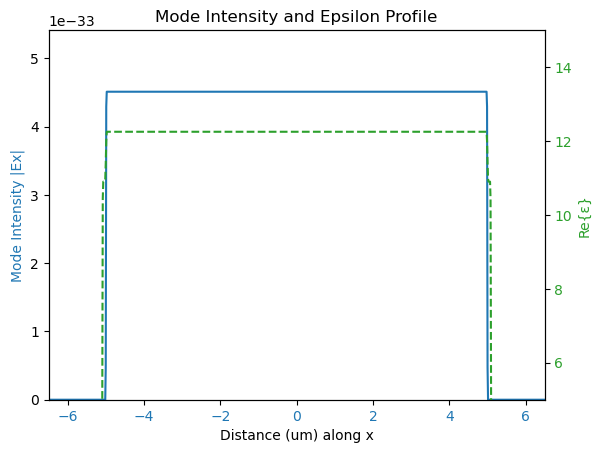 Mode Intensity and Epsilon Profile
1e−33
5
4
3
2
1
0
Mode Intensity |Ex|
14
12
10
8
6
Re{ε}
−6 −4 −2 0 2 4 6
Distance (um) along x